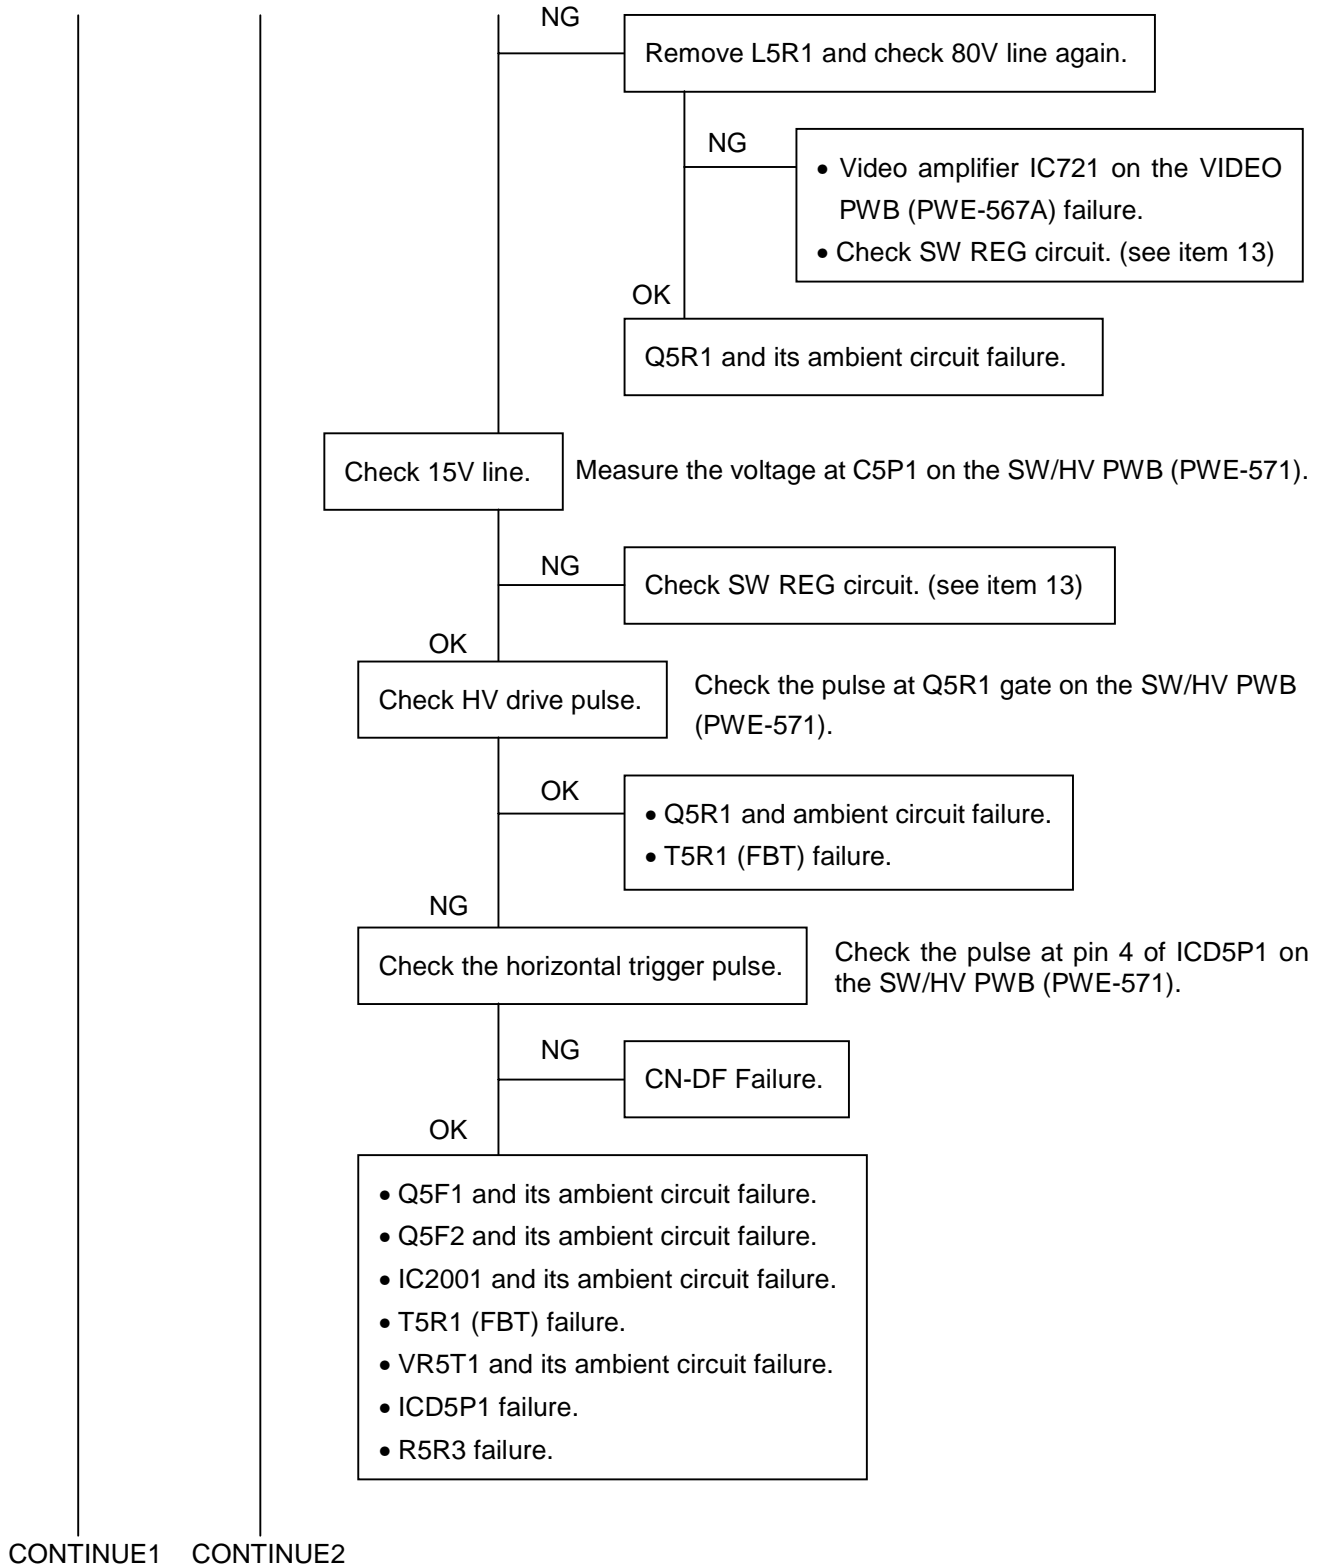 NG
Remove L5R1 and check 80V line again.
NG
• Video amplifier IC721 on the VIDEO
PWB (PWE-567A) failure.
• Check SW REG circuit. (see item 13)
OK
Q5R1 and its ambient circuit failure.
Check 15V line.
Measure the voltage at C5P1 on the SW/HV PWB (PWE-571).
NG
Check SW REG circuit. (see item 13)
OK
Check HV drive pulse.
Check the pulse at Q5R1 gate on the SW/HV PWB
(PWE-571).
OK
• Q5R1 and ambient circuit failure.
• T5R1 (FBT) failure.
NG
Check the horizontal trigger pulse.
Check the pulse at pin 4 of ICD5P1 on
the SW/HV PWB (PWE-571).
NG
CN-DF Failure.
OK
• Q5F1 and its ambient circuit failure.
• Q5F2 and its ambient circuit failure.
• IC2001 and its ambient circuit failure.
• T5R1 (FBT) failure.
• VR5T1 and its ambient circuit failure.
• ICD5P1 failure.
• R5R3 failure.
CONTINUE1 CONTINUE2